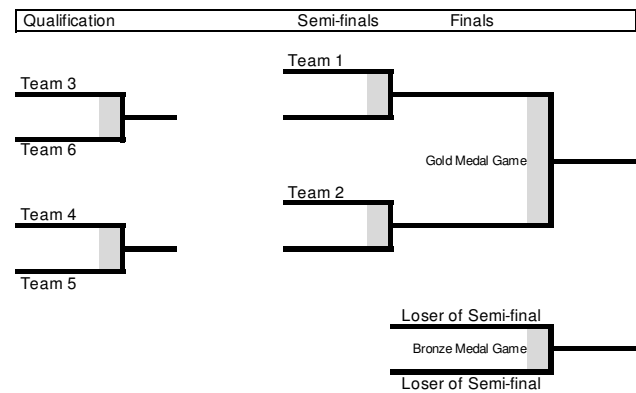 Qualification Semi-finals Finals
Team 1
Team 3
Team 6
Gold Medal Game
Team 2
Team 4
Team 5
Loser of Semi-final
Bronze Medal Game
Loser of Semi-final